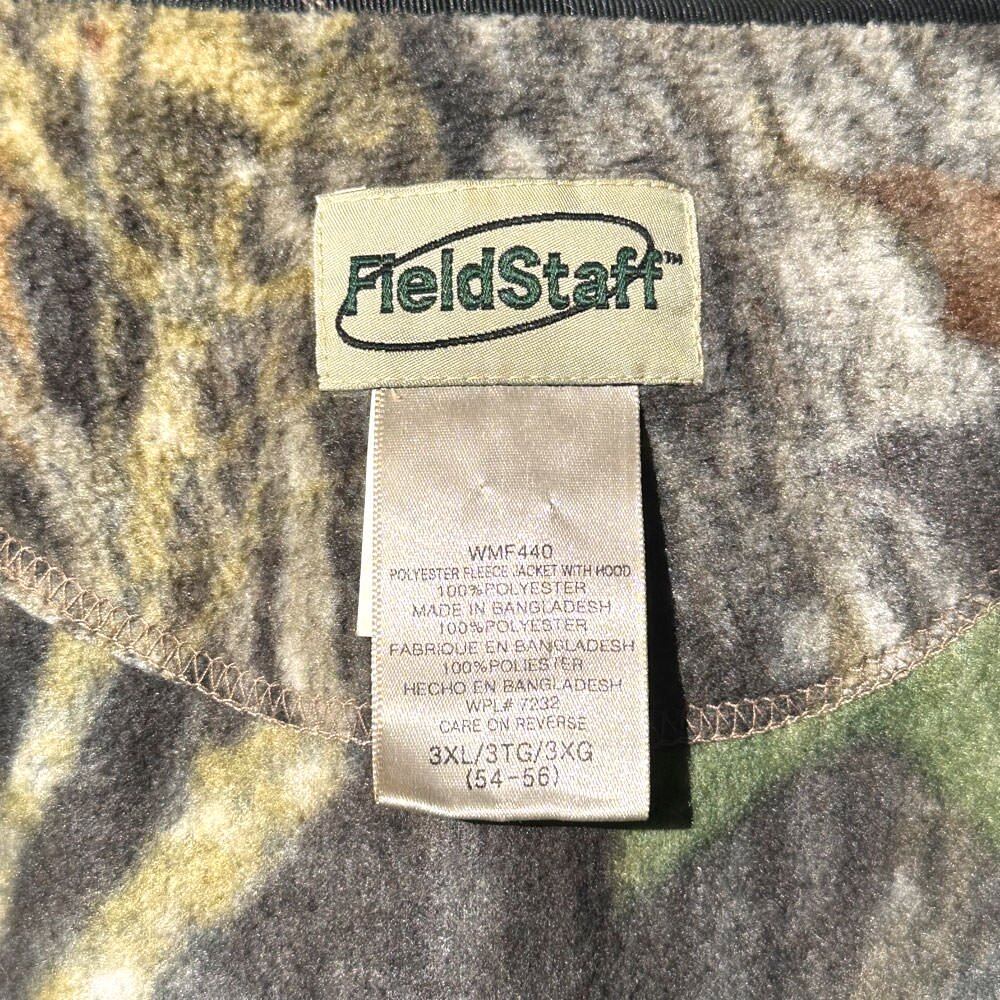 FieldStaff™
WMF440
POLYESTER FLEECE JACKET WITH HOOD
100%POLYESTER
MADE IN BANGLADESH
100%POLYESTER
FABRIQUE EN BANGLADESH
100%POLIESTER
HECHO EN BANGLADESH
WPL# 7232
CARE ON REVERSE
3XL/3TG/3XG
(54-56)